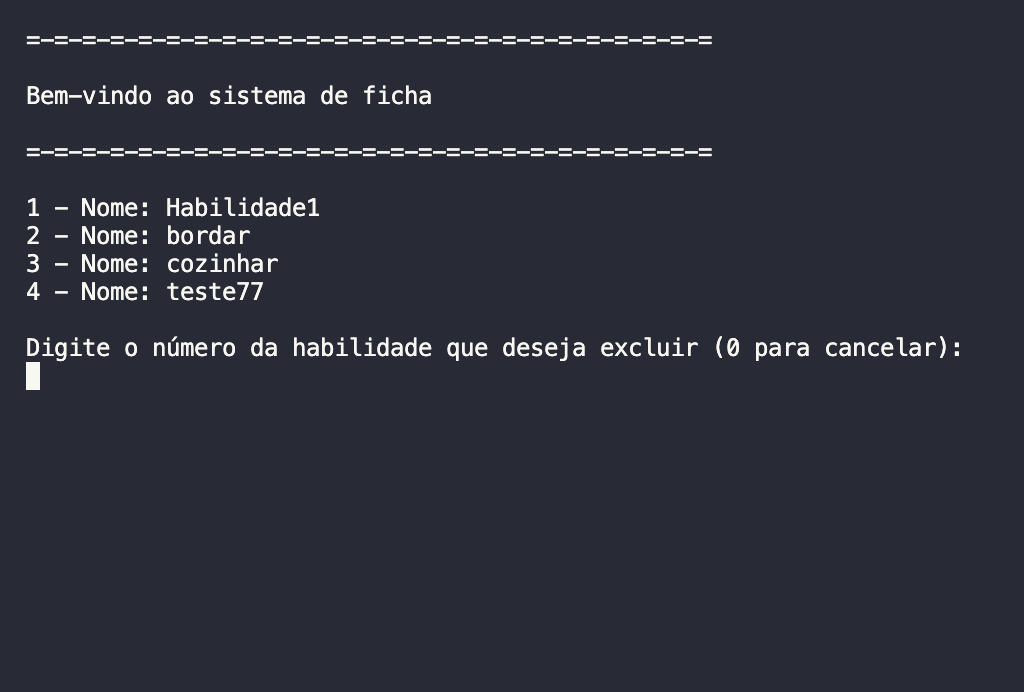 =-=-=-=-=-=-=-=-=-=-=-=-=-=-=-=-=-=-=-=-=-=-=-=-=
Bem-vindo ao sistema de ficha
=-=-=-=-=-=-=-=-=-=-=-=-=-=-=-=-=-=-=-=-=-=-=-=-=
1 - Nome: Habilidade1
2 - Nome: bordar
3 - Nome: cozinhar
4 - Nome: teste77
Digite o número da habilidade que deseja excluir (0 para cancelar):